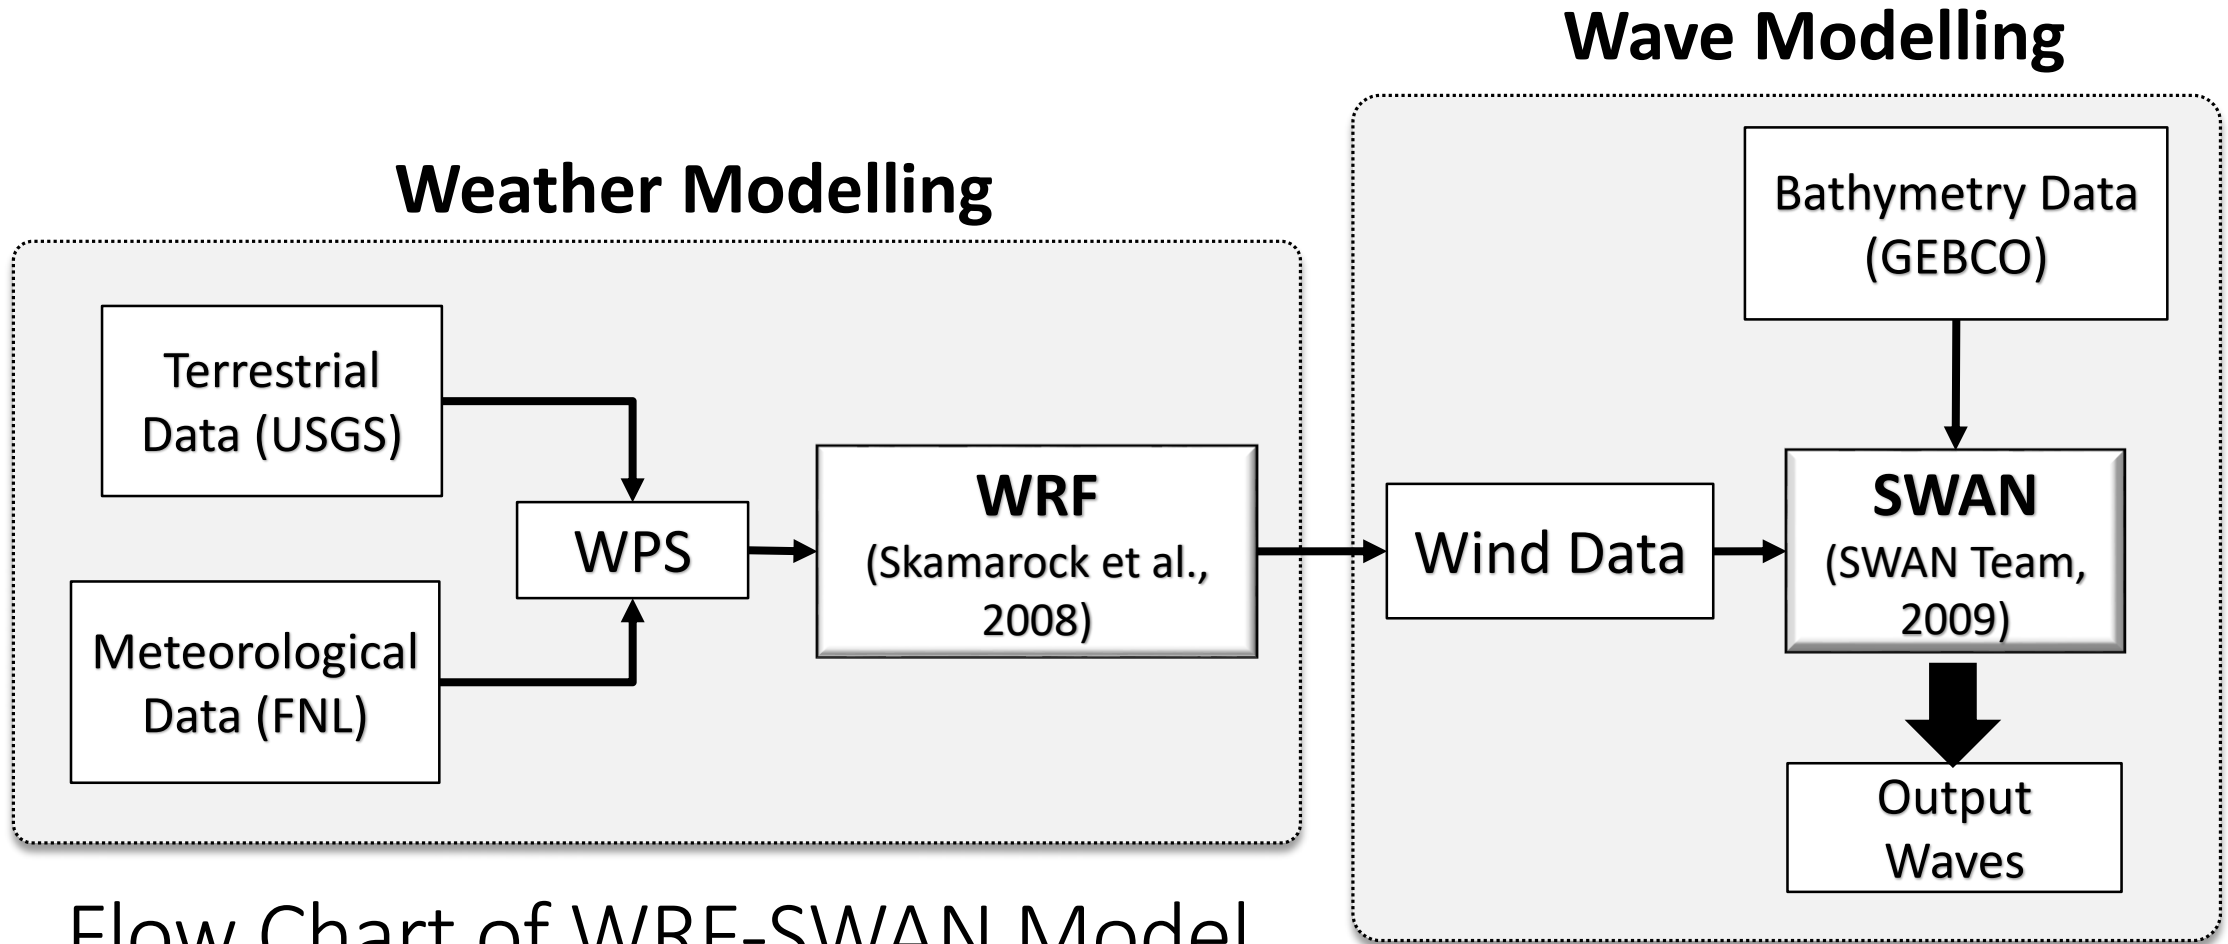 Wave Modelling
Weather Modelling
Bathymetry Data
(GEBCO)
Terrestrial
Data (USGS)
WPS
Meteorological
Data (FNL)
WRF
(Skamarock et al.,
2008)
Wind Data
SWAN
(SWAN Team,
2009)
Output
Waves
Flow Chart of WRF-SWAN Model